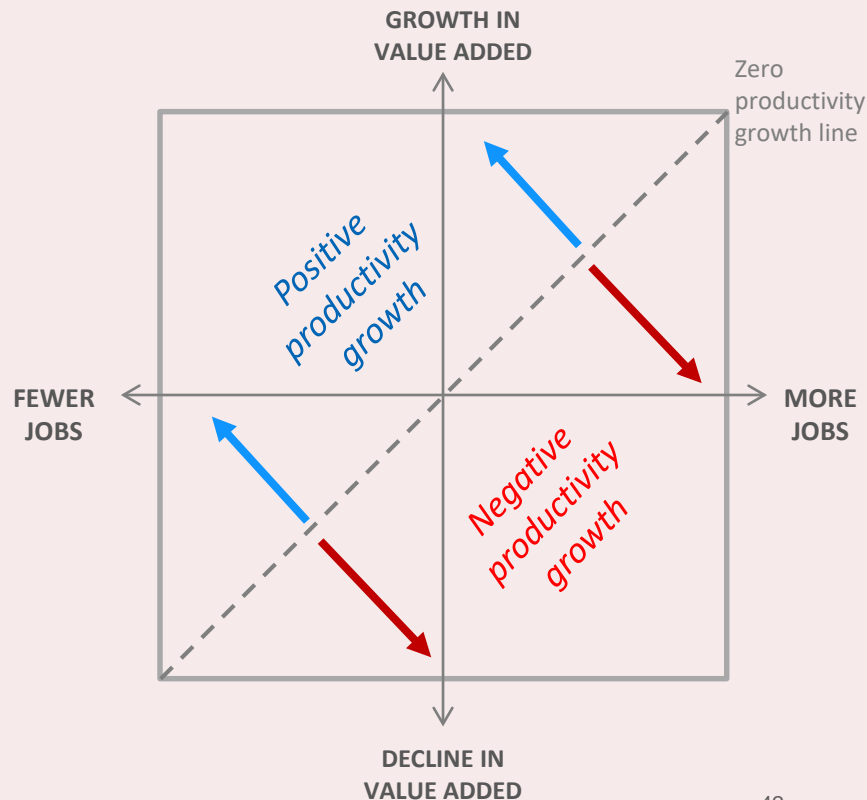 GROWTH IN
VALUE ADDED
Zero
productivity
growth line
Positive
productivity
growth
FEWER
JOBS
MORE
JOBS
Negative
productivity
growth
DECLINE IN
VALUE ADDED